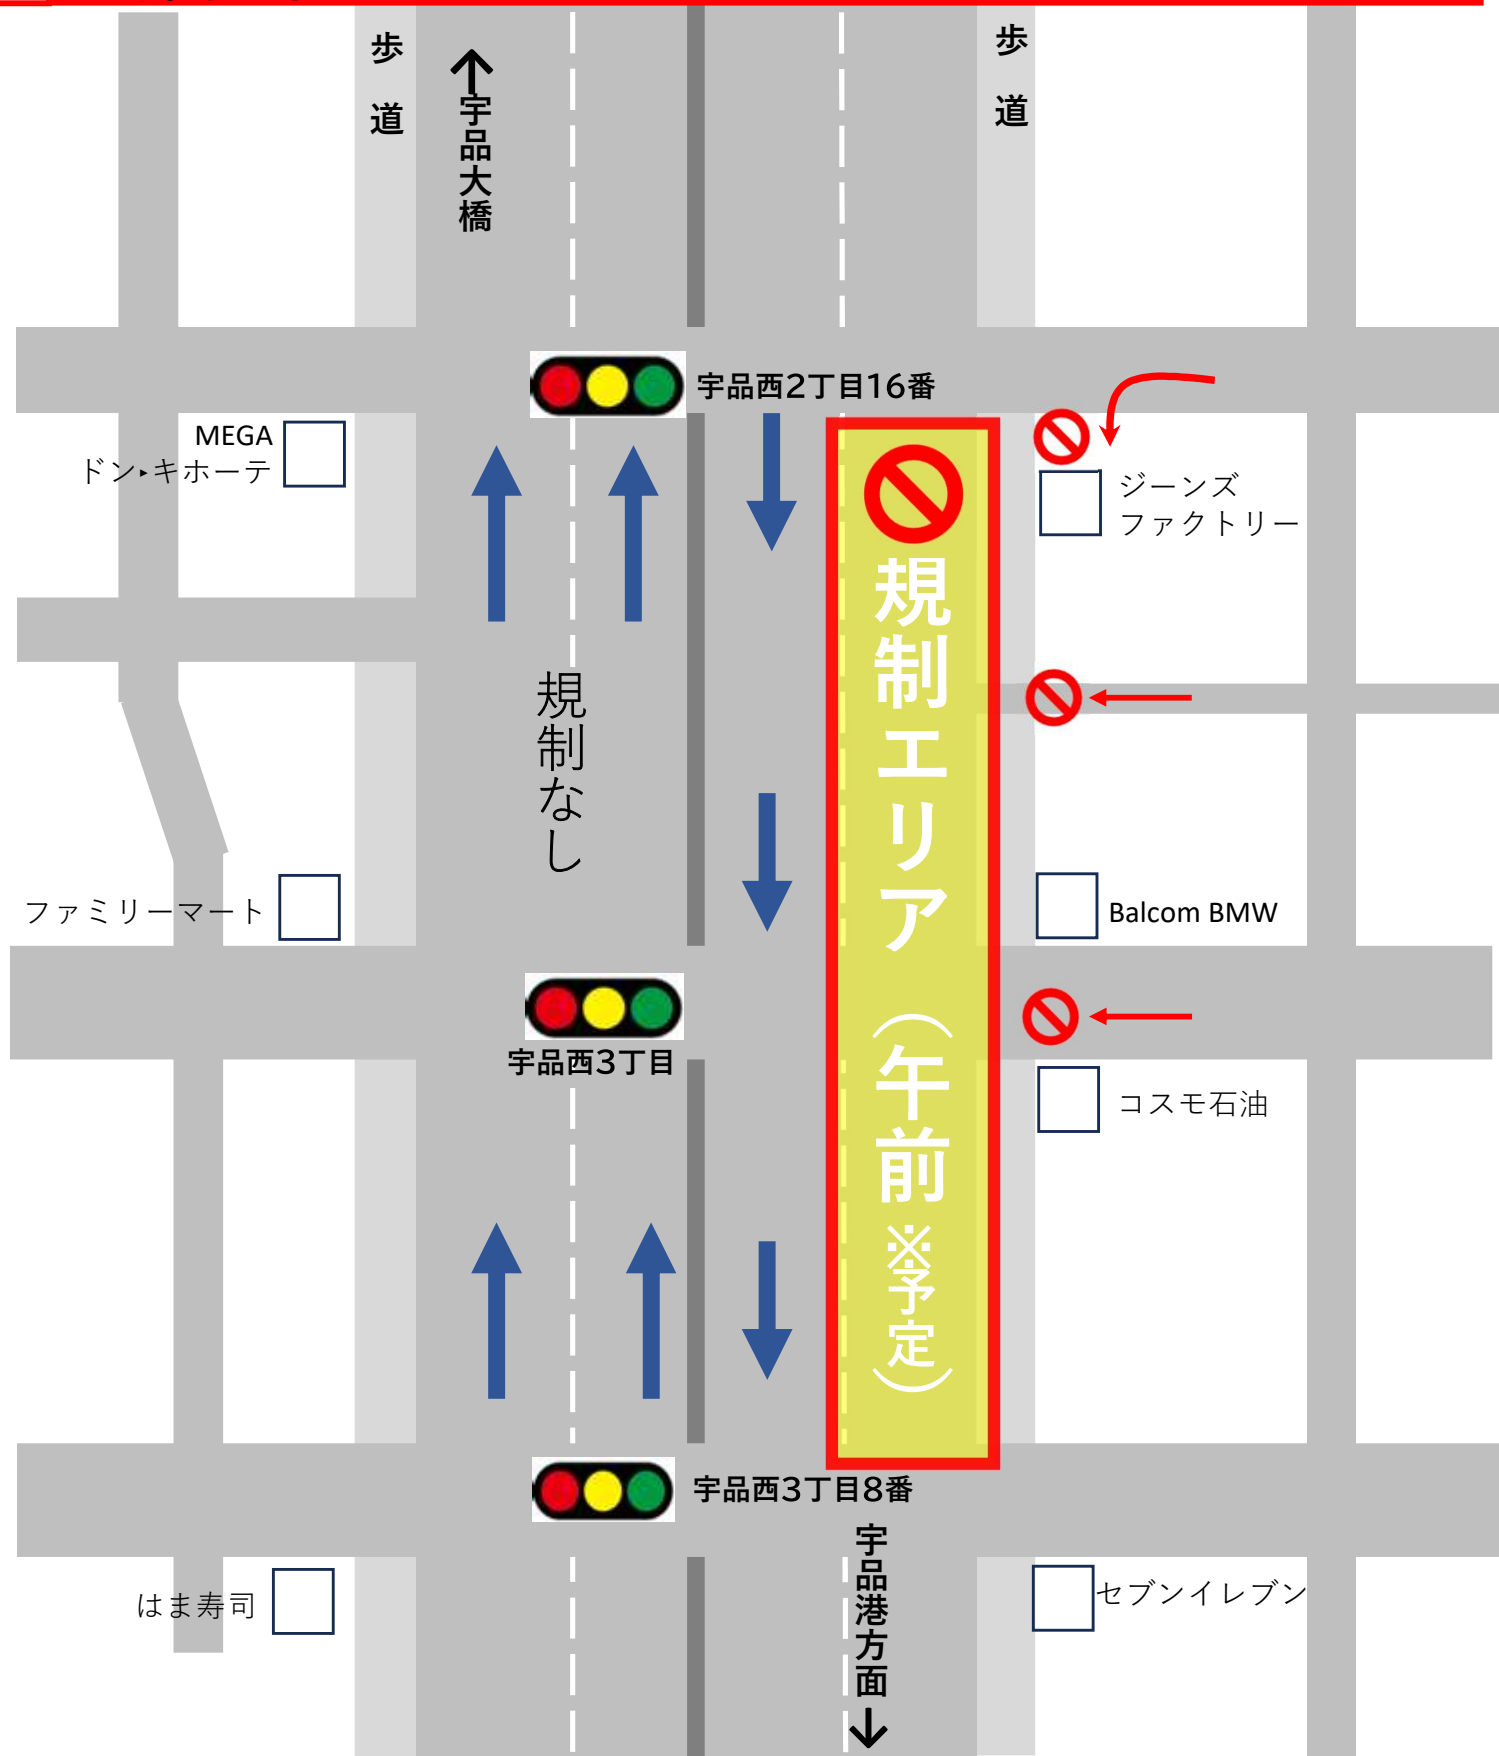 歩道
歩道
↑宇品大橋
宇品西2丁目16番
MEGA
ドン・キホーテ
ジーンズ
ファクトリー
規制エリア（午前※予定）
規制なし
ファミリーマート
Balcom BMW
宇品西3丁目
コスモ石油
宇品西3丁目8番
宇品港方面↓
はま寿司
セブンイレブン